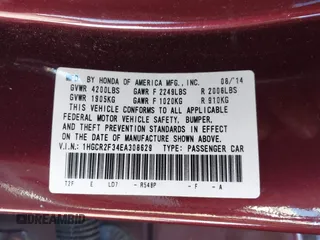 MFD. BY HONDA OF AMERICA MFG., INC. 08/14
GVWR 4200LBS GAWR F 2249LBS R 2006LBS
GVWR 1905KG GAWR F 1020KG R 910KG
THIS VEHICLE CONFORMS TO ALL APPLICABLE
FEDERAL MOTOR VEHICLE SAFETY, BUMPER,
AND THEFT PREVENTION STANDARDS IN EFFECT
ON THE DATE OF MANUFACTURE SHOWN ABOVE.
V.I.N: 1HGCR2F34EA308629 TYPE: PASSENGER CAR
T2F E LD7 - R548P - F - A
DREAMBID